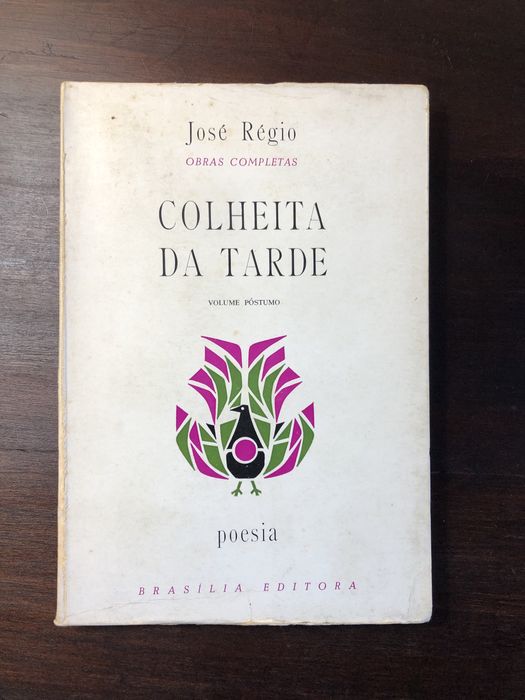 José Régio
OBRAS COMPLETAS
COLHEITA
DA TARDE
VOLUME PÓSTUMO
poesia
BRASÍLIA EDITORA